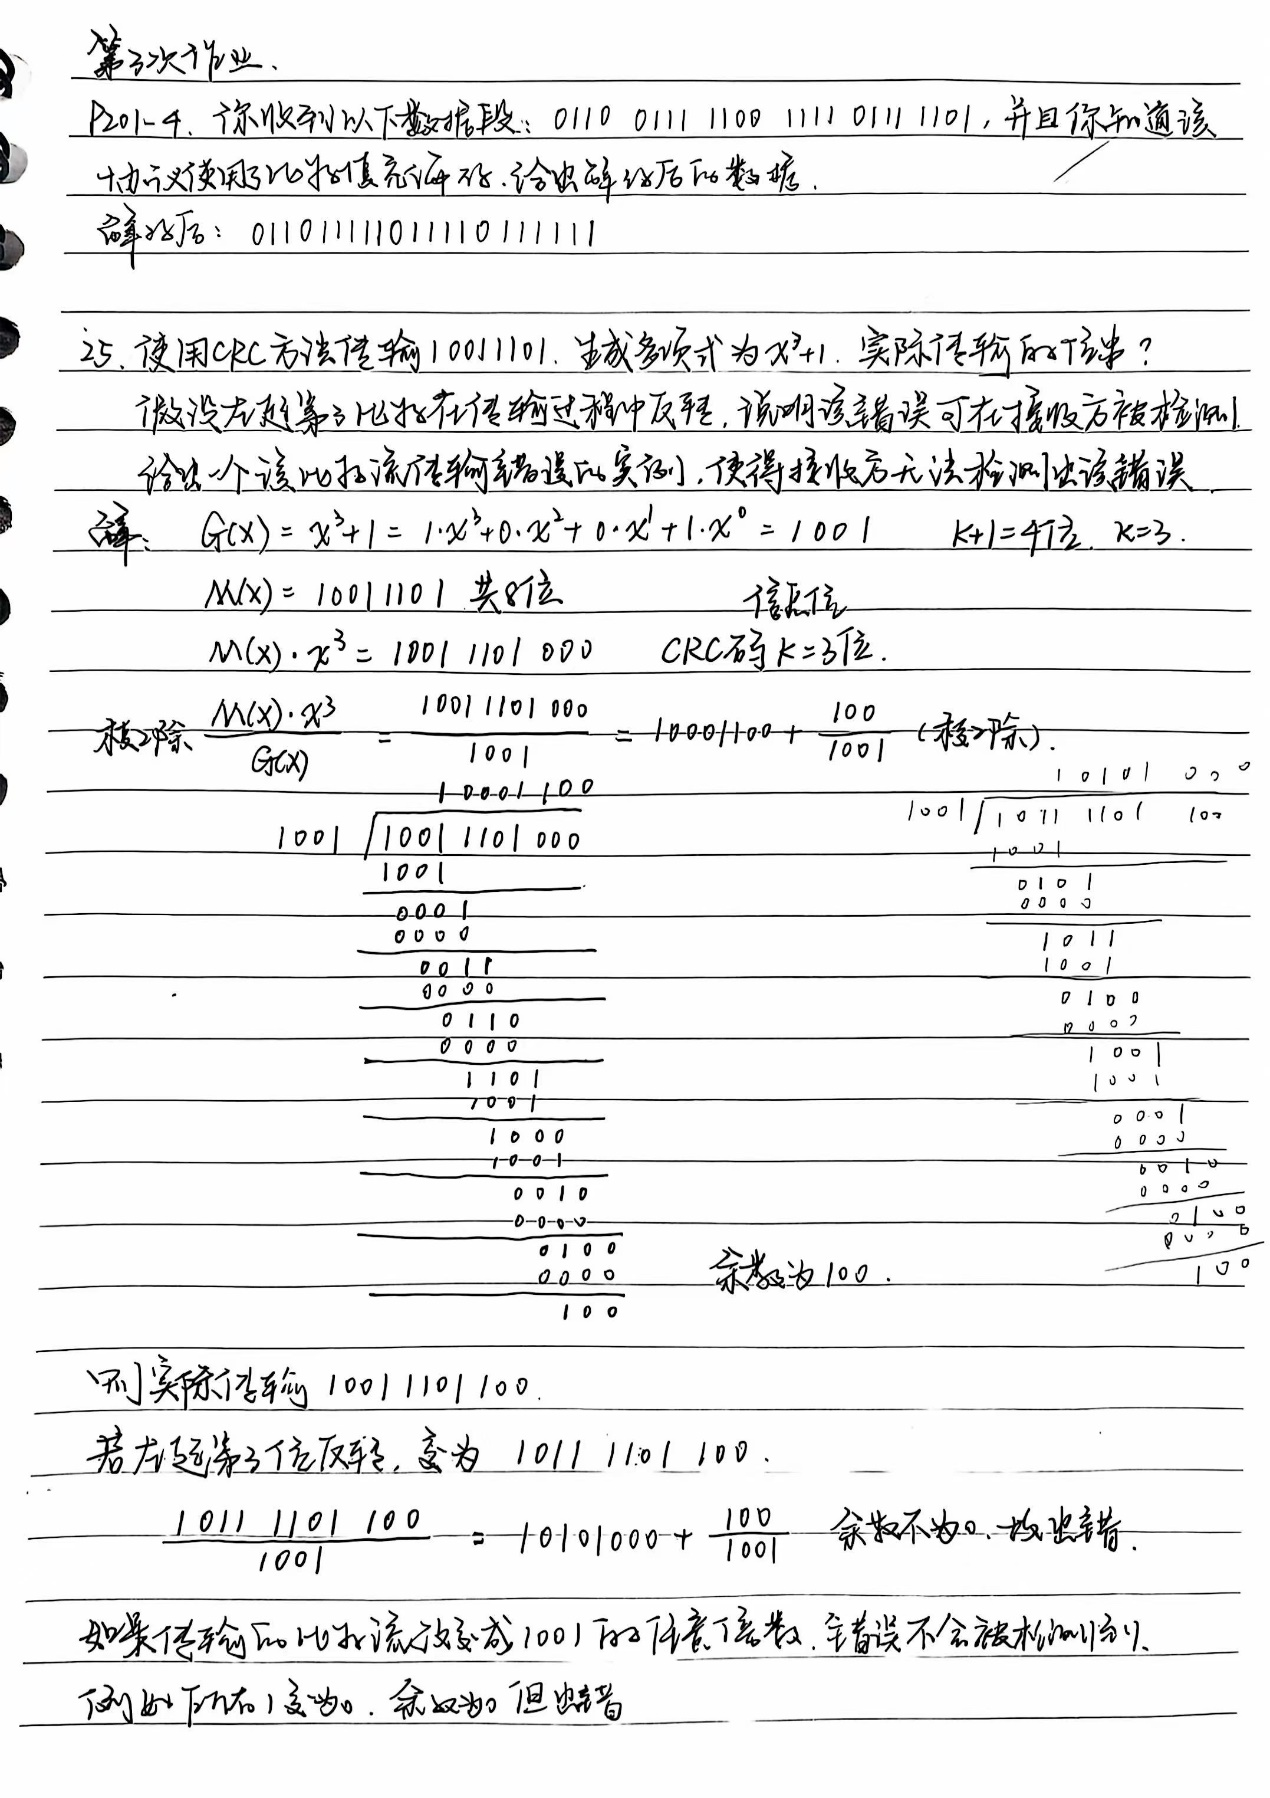 第3次作业.
P201-4. 你收到以下数据段: 0110 0111 1100 1111 0111 1101, 并且你知道该
协议使用了比特填充编码. 给出解码后的数据.
解码后: 0110111110111110111111
25. 使用CRC方法传输10011101. 生成多项式为x³+1. 实际传输的位串?
假设左起第3比特在传输过程中反转. 说明该错误可在接收方被检测到.
给出一个该比特流传输错误的实例, 使得接收方无法检测出该错误
解: G(x) = x³+1 = 1·x³+0·x²+0·x¹+1·x⁰ = 1001 K+1=4位. K=3.
M(x) = 10011101 共8位 信息位
M(x)·x³ = 1001 1101 000 CRC码 K=3位.
模2除 M(x)·x³ / G(x) = 1001 1101 000 / 1001 = 10001100 + 100 / 1001 (模2除).
10001100
1001 1001 1101 000
1001
0001
0000
0011
0000
0110
0000
1101
1001
1000
1001
0010
0000
0100
0000
100
10101 000
1001 1011 1101 100
1001
0101
0000
1011
1001
0100
0000
1001
1001
0001
0000
0010
0000
0100
0000
100
余数为100.
则实际传输 10011101100.
若左起第3位反转, 变为 1011 1101 100.
1011 1101 100 / 1001 = 10101000 + 100 / 1001 余数不为0, 故出错.
如果传输的比特流改变成1001的任意倍数, 至错误不会被检测到.
例如所有1变为0. 余数为0 但出错